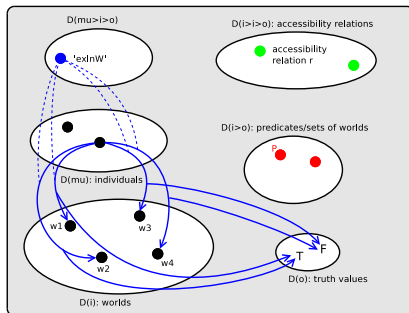 D(mu>i>o)
D(i>i>o): accessibility relations
'exInW'
accessibility
relation r
D(i>o): predicates/sets of worlds
P
D(mu): individuals
w1
w3
w2
w4
T
F
D(o): truth values
D(i): worlds